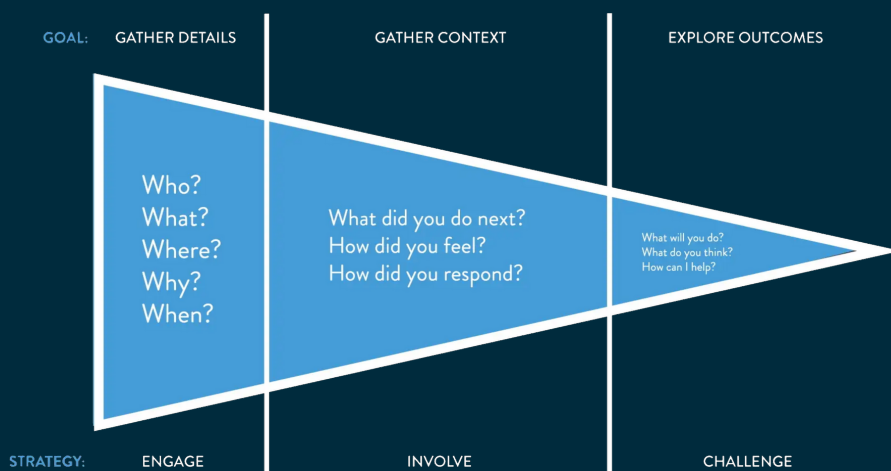 GOAL: GATHER DETAILS GATHER CONTEXT EXPLORE OUTCOMES
Who?
What?
Where?
Why?
When?
What did you do next?
How did you feel?
How did you respond?
What will you do?
What do you think?
How can I help?
STRATEGY: ENGAGE INVOLVE CHALLENGE